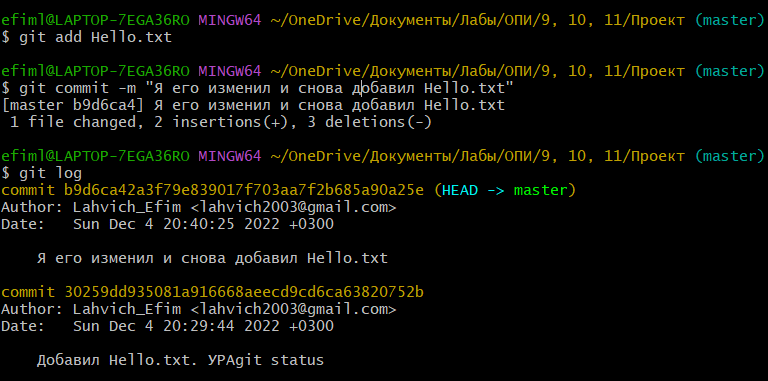 efiml@LAPTOP-7EGA36RO MINGW64 ~/OneDrive/Документы/Лабы/ОПИ/9, 10, 11/Проект (master)
$ git add Hello.txt
efiml@LAPTOP-7EGA36RO MINGW64 ~/OneDrive/Документы/Лабы/ОПИ/9, 10, 11/Проект (master)
$ git commit -m "Я его изменил и снова добавил Hello.txt"
[master b9d6ca4] Я его изменил и снова добавил Hello.txt
 1 file changed, 2 insertions(+), 3 deletions(-)
efiml@LAPTOP-7EGA36RO MINGW64 ~/OneDrive/Документы/Лабы/ОПИ/9, 10, 11/Проект (master)
$ git log
commit b9d6ca42a3f79e839017f703aa7f2b685a90a25e (HEAD -> master)
Author: Lahvich_Efim <lahvich2003@gmail.com>
Date:   Sun Dec 4 20:40:25 2022 +0300
    Я его изменил и снова добавил Hello.txt
commit 30259dd935081a916668aeecd9cd6ca63820752b
Author: Lahvich_Efim <lahvich2003@gmail.com>
Date:   Sun Dec 4 20:29:44 2022 +0300
    Добавил Hello.txt. УРАgit status